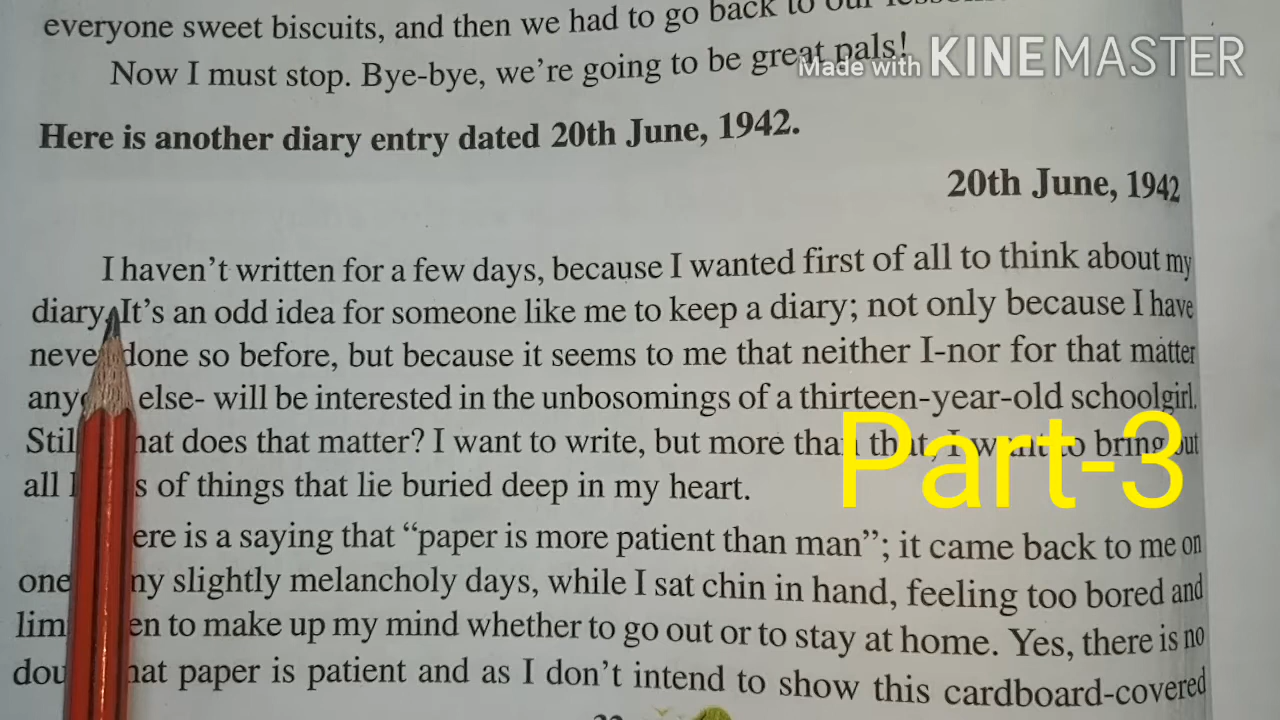 everyone sweet biscuits, and then we had to go back to our
Now I must stop. Bye-bye, we're going to be great pals!
Made with KINEMASTER
Here is another diary entry dated 20th June, 1942.
20th June, 1942
I haven't written for a few days, because I wanted first of all to think about my
diary. It's an odd idea for someone like me to keep a diary; not only because I have
done so before, but because it seems to me that neither I-nor for that matter
else- will be interested in the unbosomings of a thirteen-year-old schoolgirl.
does that matter? I want to write, but more than that, I want to bring out
all of things that lie buried deep in my heart.
Part-3
is a saying that “paper is more patient than man”; it came back to me on
one slightly melancholy days, while I sat chin in hand, feeling too bored and
to make up my mind whether to go out or to stay at home. Yes, there is no
paper is patient and as I don't intend to show this cardboard-covered